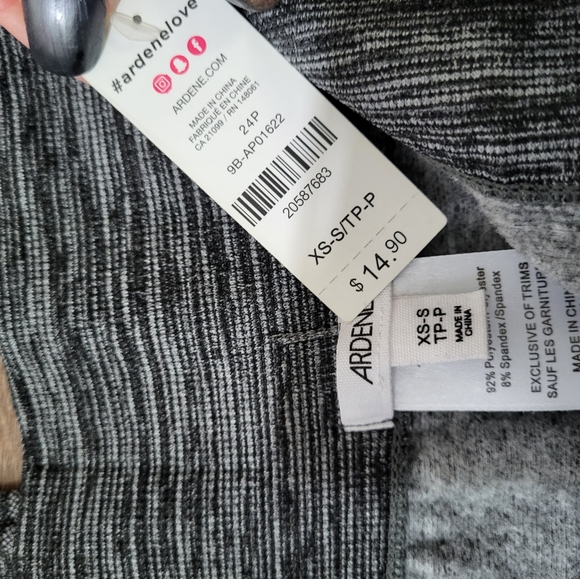 #ardenelove
ARDENE.COM
MADE IN CHINA
FABRIQUÉ EN CHINE
CA 21099 / RN 148061
24P
9B-AP01622
20587683
XS-S/TP-P
$ 14.90
ARDENE
XS-S
TP-P
MADE IN
CHINA
92% Polyester/Polyester
8% Spandex/Spandex
EXCLUSIVE OF TRIMS
SAUF LES GARNITUR
MADE IN CHI